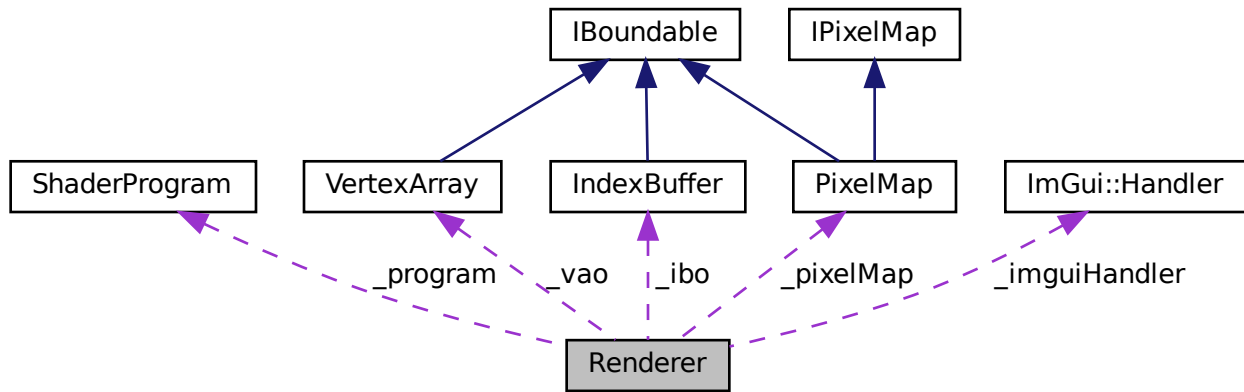 IBoundable
IPixelMap
ShaderProgram
VertexArray
IndexBuffer
PixelMap
ImGui::Handler
_program
_vao
_ibo
_pixelMap
_imguiHandler
Renderer